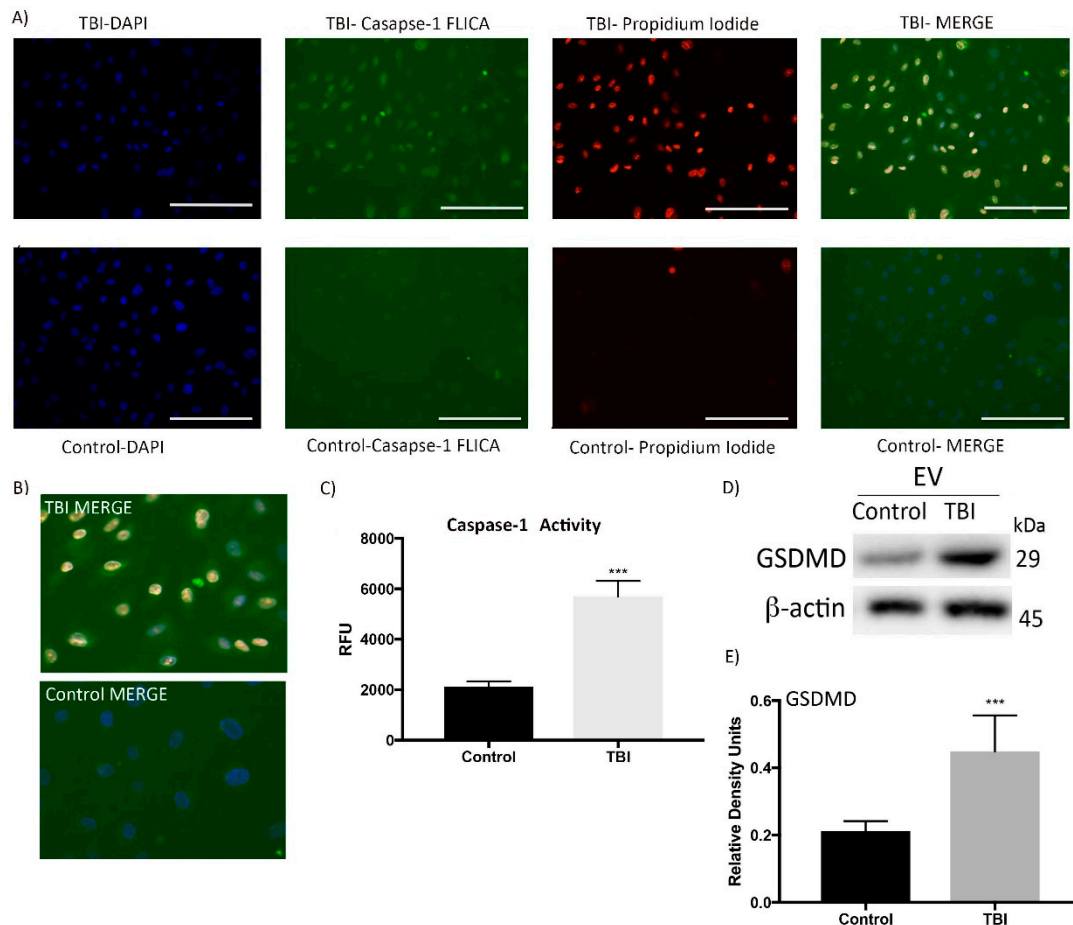 A)
TBI-DAPI
TBI- Casapse-1 FLICA
TBI- Propidium Iodide
TBI- MERGE
Control-DAPI
Control-Casapse-1 FLICA
Control- Propidium Iodide
Control- MERGE
B)
TBI MERGE
Control MERGE
C)
Caspase-1 Activity
8000
6000
4000
2000
0
RFU
***
Control
TBI
D)
EV
Control TBI
kDa
GSDMD
29
β-actin
45
E)
GSDMD
0.6
0.4
0.2
0.0
Relative Density Units
***
Control
TBI